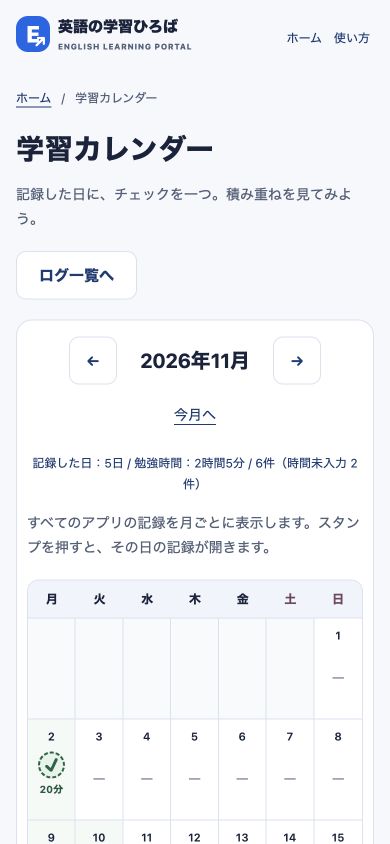 英語の学習ひろば
ENGLISH LEARNING PORTAL
ホーム 使い方
ホーム / 学習カレンダー
学習カレンダー
記録した日に、チェックを一つ。積み重ねを見てみよ
う。
ログ一覧へ
← 2026年11月 →
今月へ
記録した日：5日 / 勉強時間：2時間5分 / 6件（時間未入力 2
件）
すべてのアプリの記録を月ごとに表示します。スタン
プを押すと、その日の記録が開きます。
月 火 水 木 金 土 日
1
—
2 3 4 5 6 7 8
— — — — — —
20分
9 10 11 12 13 14 15